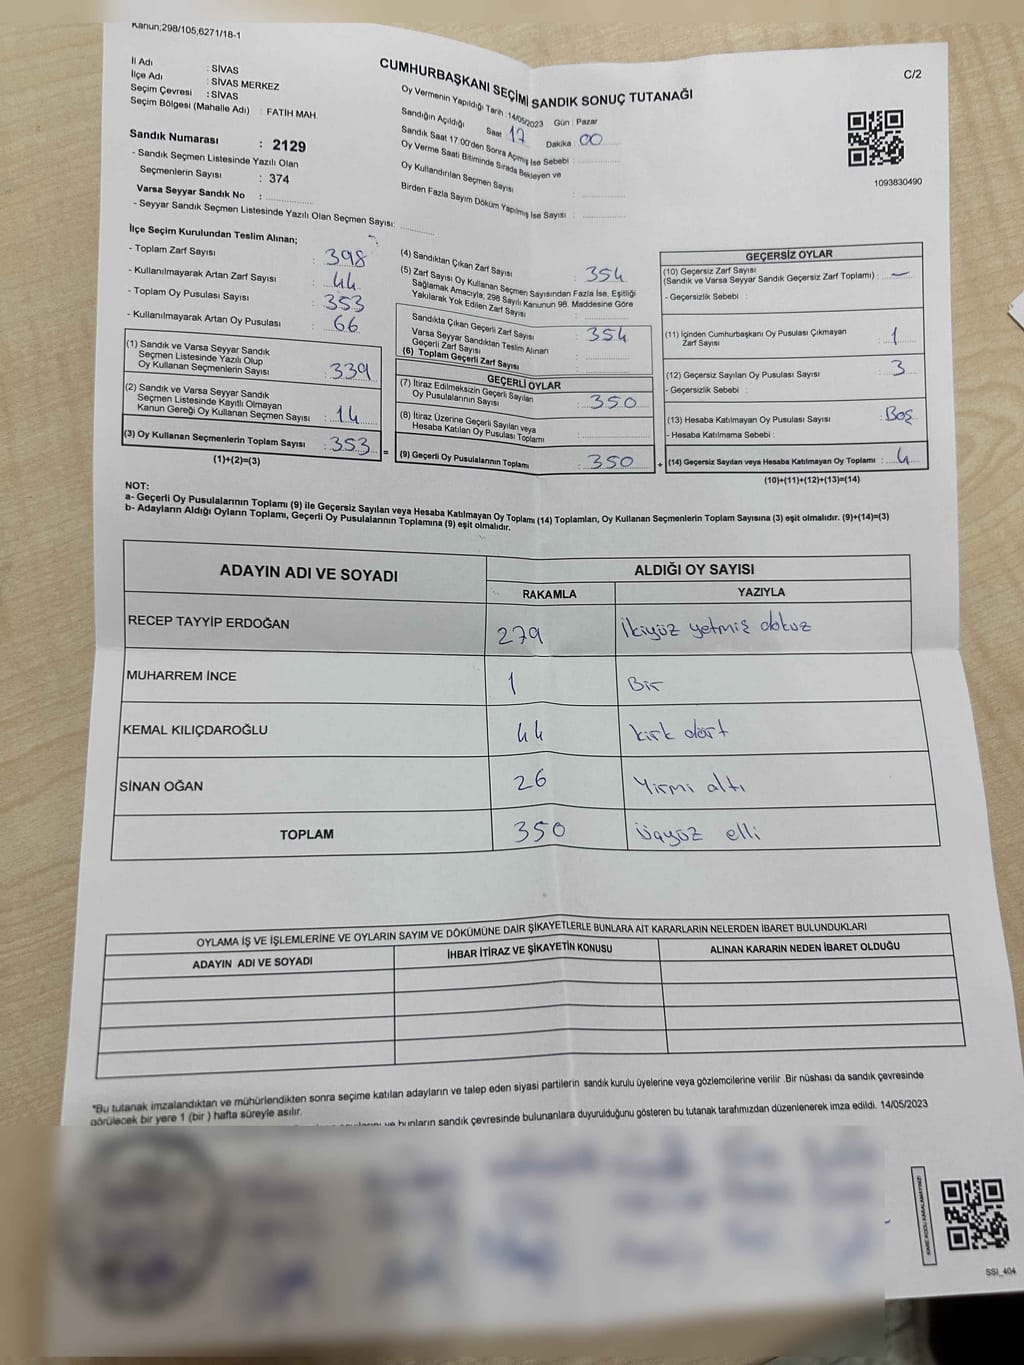 Kanun;298/105;6271/18-1
CUMHURBAŞKANI SEÇİMİ SANDIK SONUÇ TUTANAĞI
C/2
İl Adı : SİVAS
İlçe Adı : SİVAS MERKEZ
Seçim Çevresi : SİVAS
Seçim Bölgesi (Mahalle Adı) : FATİH MAH.
Sandık Numarası : 2129
- Sandık Seçmen Listesinde Yazılı Olan
Seçmenlerin Sayısı : 374
Varsa Seyyar Sandık No :
- Seyyar Sandık Seçmen Listesinde Yazılı Olan Seçmen Sayısı:
Oy Vermenin Yapıldığı Tarih :14/05/2023 Gün : Pazar
Sandığın Açıldığı Saat : 17 Dakika : 00
Sandık Saat 17:00'den Sonra Açılmış İse Sebebi :
Oy Verme Saati Bitiminde Sırada Bekleyen ve
Oy Kullandırılan Seçmen Sayısı :
Birden Fazla Sayım Döküm Yapılmış İse Sayısı :
1093830490
İlçe Seçim Kurulundan Teslim Alınan;
- Toplam Zarf Sayısı : 398
- Kullanılmayarak Artan Zarf Sayısı : 44
- Toplam Oy Pusulası Sayısı : 353
- Kullanılmayarak Artan Oy Pusulası : 66
(1) Sandık ve Varsa Seyyar Sandık
Seçmen Listesinde Yazılı Olup
Oy Kullanan Seçmenlerin Sayısı : 339
(2) Sandık ve Varsa Seyyar Sandık
Seçmen Listesinde Kayıtlı Olmayan
Kanun Gereği Oy Kullanan Seçmen Sayısı : 14
(3) Oy Kullanan Seçmenlerin Toplam Sayısı : 353
(1)+(2)=(3)
=
(4) Sandıktan Çıkan Zarf Sayısı : 354
(5) Zarf Sayısı Oy Kullanan Seçmen Sayısından Fazla İse, Eşitliği
Sağlamak Amacıyla; 298 Sayılı Kanunun 98. Maddesine Göre
Yakılarak Yok Edilen Zarf Sayısı :
Sandıkta Çıkan Geçerli Zarf Sayısı : 354
Varsa Seyyar Sandıktan Teslim Alınan
Geçerli Zarf Sayısı :
(6) Toplam Geçerli Zarf Sayısı :
GEÇERLİ OYLAR
(7) İtiraz Edilmeksizin Geçerli Sayılan
Oy Pusulalarının Sayısı : 350
(8) İtiraz Üzerine Geçerli Sayılan veya
Hesaba Katılan Oy Pusulası Toplamı :
(9) Geçerli Oy Pusulalarının Toplamı : 350
+
GEÇERSİZ OYLAR
(10) Geçersiz Zarf Sayısı
(Sandık ve Varsa Seyyar Sandık Geçersiz Zarf Toplamı) : —
- Geçersizlik Sebebi :
(11) İçinden Cumhurbaşkanı Oy Pusulası Çıkmayan
Zarf Sayısı : 1
(12) Geçersiz Sayılan Oy Pusulası Sayısı : 3
- Geçersizlik Sebebi :
(13) Hesaba Katılmayan Oy Pusulası Sayısı : Boş
- Hesaba Katılmama Sebebi :
(14) Geçersiz Sayılan veya Hesaba Katılmayan Oy Toplamı : 4
(10)+(11)+(12)+(13)=(14)
NOT:
a- Geçerli Oy Pusulalarının Toplamı (9) ile Geçersiz Sayılan veya Hesaba Katılmayan Oy Toplamı (14) Toplamları, Oy Kullanan Seçmenlerin Toplam Sayısına (3) eşit olmalıdır. (9)+(14)=(3)
b- Adayların Aldığı Oyların Toplamı, Geçerli Oy Pusulalarının Toplamına (9) eşit olmalıdır.
ADAYIN ADI VE SOYADI ALDIĞI OY SAYISI
RAKAMLA YAZIYLA
RECEP TAYYİP ERDOĞAN 279 İkiyüz yetmiş dokuz
MUHARREM İNCE 1 Bir
KEMAL KILIÇDAROĞLU 44 kırk dört
SİNAN OĞAN 26 Yirmi altı
TOPLAM 350 üçyüz elli
OYLAMA İŞ VE İŞLEMLERİNE VE OYLARIN SAYIM VE DÖKÜMÜNE DAİR ŞİKAYETLERLE BUNLARA AİT KARARLARIN NELERDEN İBARET BULUNDUKLARI
ADAYIN ADI VE SOYADI İHBAR İTİRAZ VE ŞİKAYETİN KONUSU ALINAN KARARIN NEDEN İBARET OLDUĞU
*Bu tutanak imzalandıktan ve mühürlendikten sonra seçime katılan adayların ve talep eden siyasi partilerin sandık kurulu üyelerine veya gözlemcilerine verilir .Bir nüshası da sandık çevresinde
görülecek bir yere 1 (bir ) hafta süreyle asılır.
ve bunların sandık çevresinde bulunanlara duyurulduğunu gösteren bu tutanak tarafımızdan düzenlenerek imza edildi. 14/05/2023
SSI_404